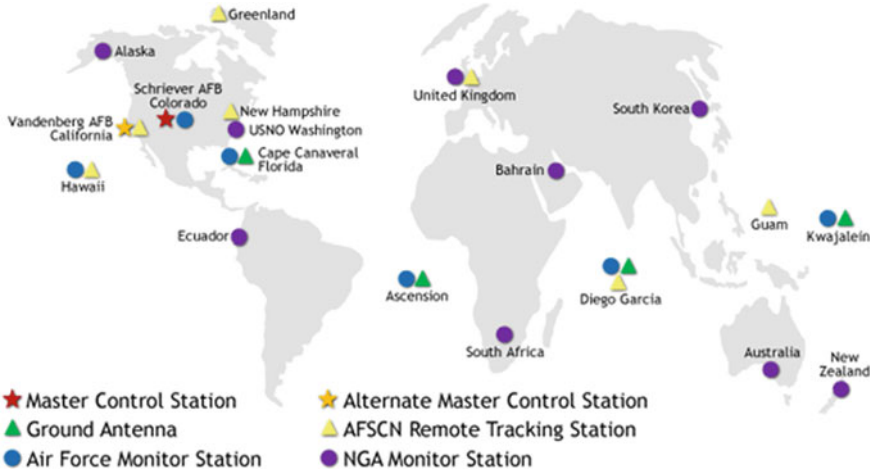 Greenland
Alaska
Schriever AFB
Colorado
Vandenberg AFB
California
New Hampshire
USNO Washington
Cape Canaveral
Florida
Hawaii
United Kingdom
South Korea
Bahrain
Guam
Kwajalein
Ecuador
Ascension
Diego Garcia
South Africa
Australia
New
Zealand
Master Control Station
Alternate Master Control Station
Ground Antenna
AFSCN Remote Tracking Station
Air Force Monitor Station
NGA Monitor Station